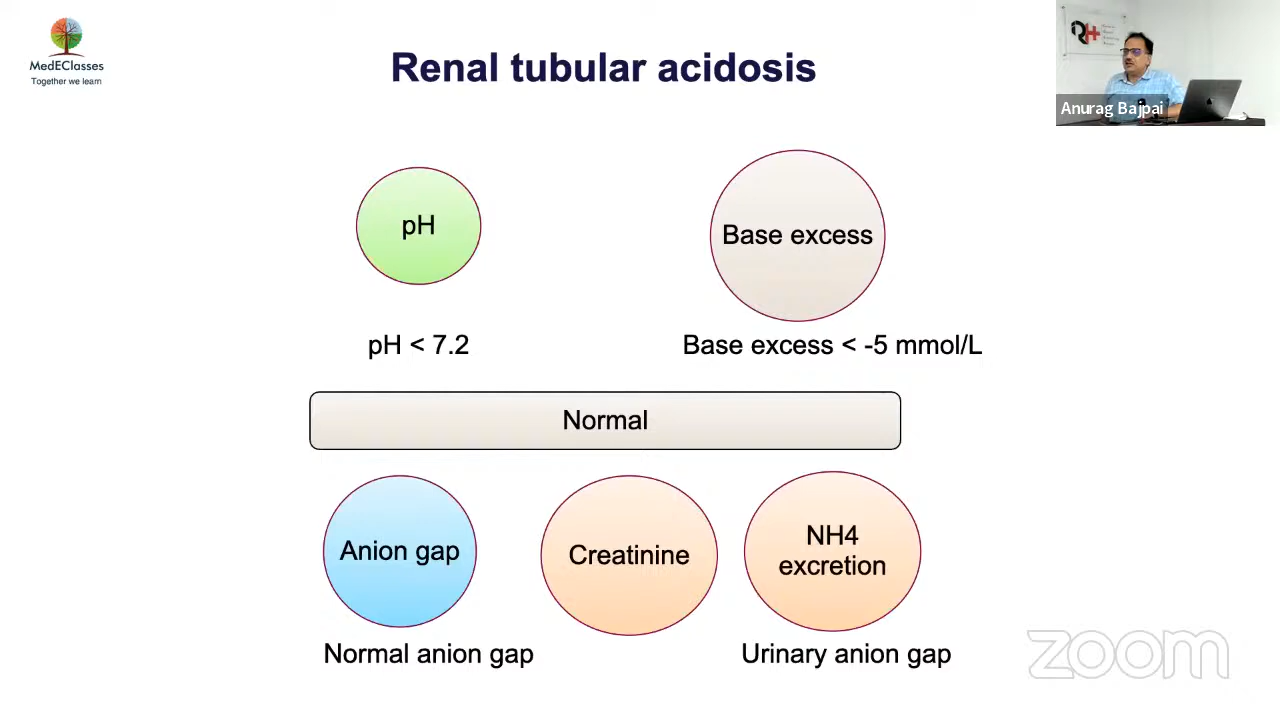 MedEClasses
Together we learn
Renal tubular acidosis
Anurag Bajpai
pH
Base excess
pH < 7.2
Base excess < -5 mmol/L
Normal
Anion gap
Creatinine
NH4
excretion
Normal anion gap
Urinary anion gap
zoom